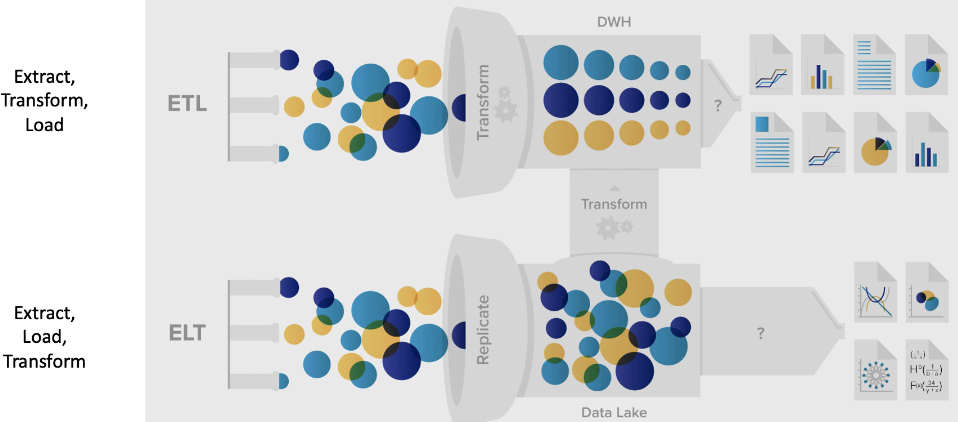 Extract,
Transform,
Load
ETL
Transform
DWH
?
Transform
Extract,
Load,
Transform
ELT
Replicate
?
Data Lake